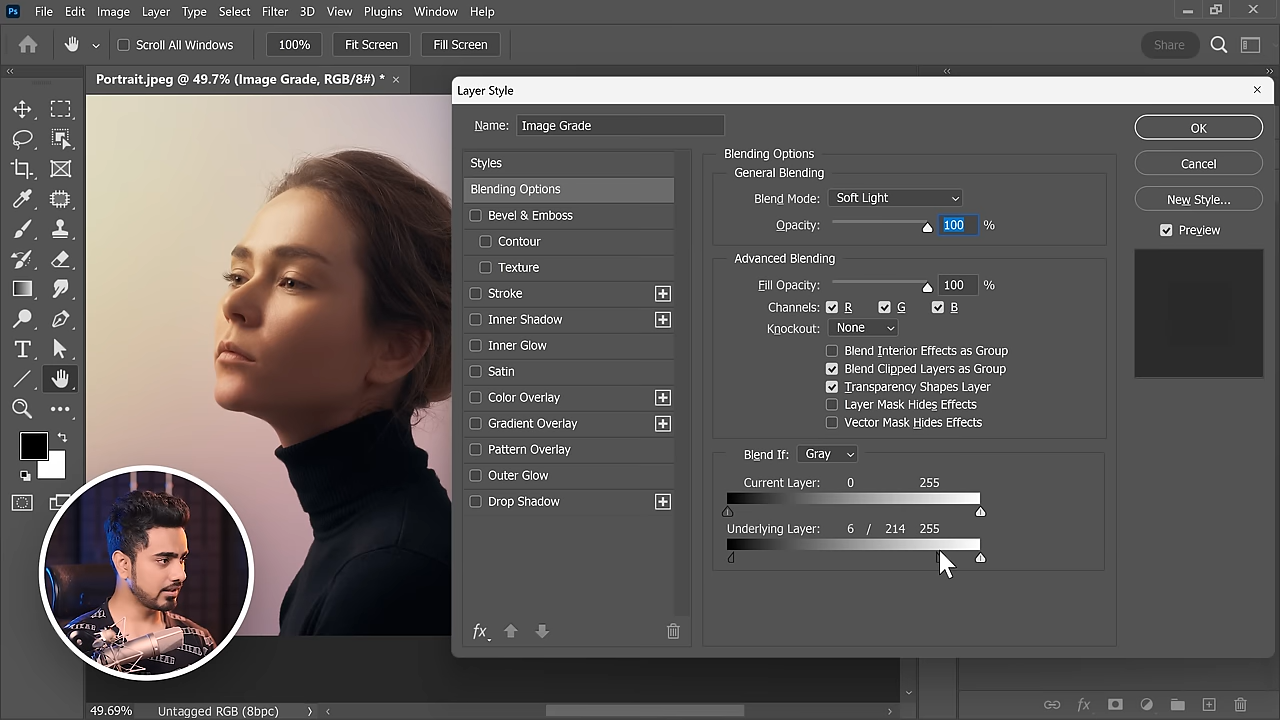 Ps File Edit Image Layer Type Select Filter 3D View Plugins Window Help
Scroll All Windows 100% Fit Screen Fill Screen Share
Portrait.jpeg @ 49.7% (Image Grade, RGB/8#) * ×
Layer Style
Name: Image Grade
OK
Cancel
New Style...
Preview
Styles
Blending Options
Bevel & Emboss
Contour
Texture
Stroke
Inner Shadow
Inner Glow
Satin
Color Overlay
Gradient Overlay
Pattern Overlay
Outer Glow
Drop Shadow
fx
Blending Options
General Blending
Blend Mode: Soft Light
Opacity: 100 %
Advanced Blending
Fill Opacity: 100 %
Channels: R G B
Knockout: None
Blend Interior Effects as Group
Blend Clipped Layers as Group
Transparency Shapes Layer
Layer Mask Hides Effects
Vector Mask Hides Effects
Blend If: Gray
Current Layer: 0 255
Underlying Layer: 6 / 214 255
49.69% Untagged RGB (8bpc)
fx